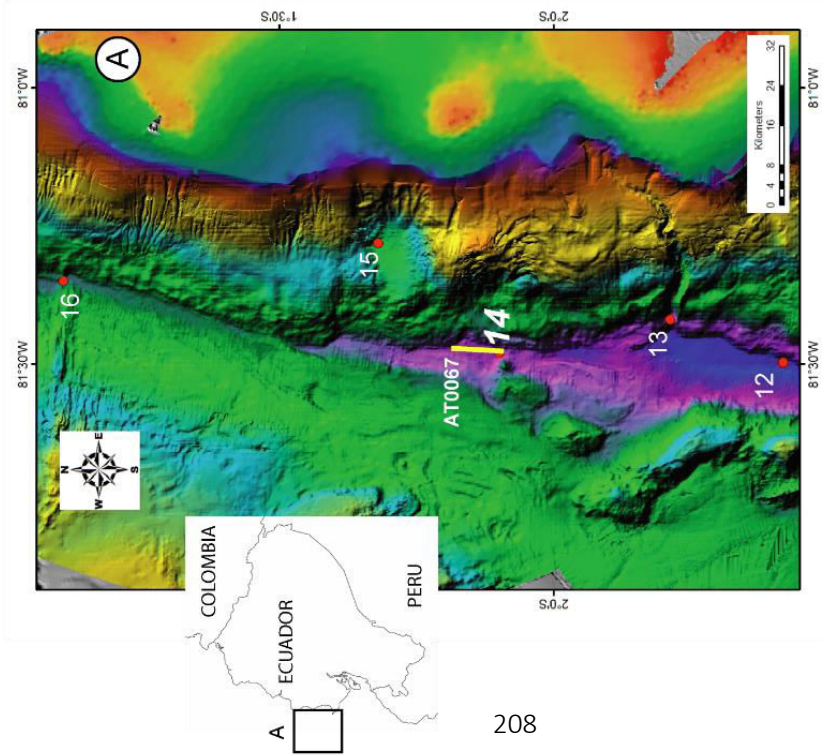 1°30'S
2°0'S
81°0'W
81°0'W
A
16
15
14
AT0067
13
12
81°30'W
81°30'W
Kilometers
0 4 8 16 24 32
N
E
S
W
2°0'S
COLOMBIA
ECUADOR
PERU
A
208